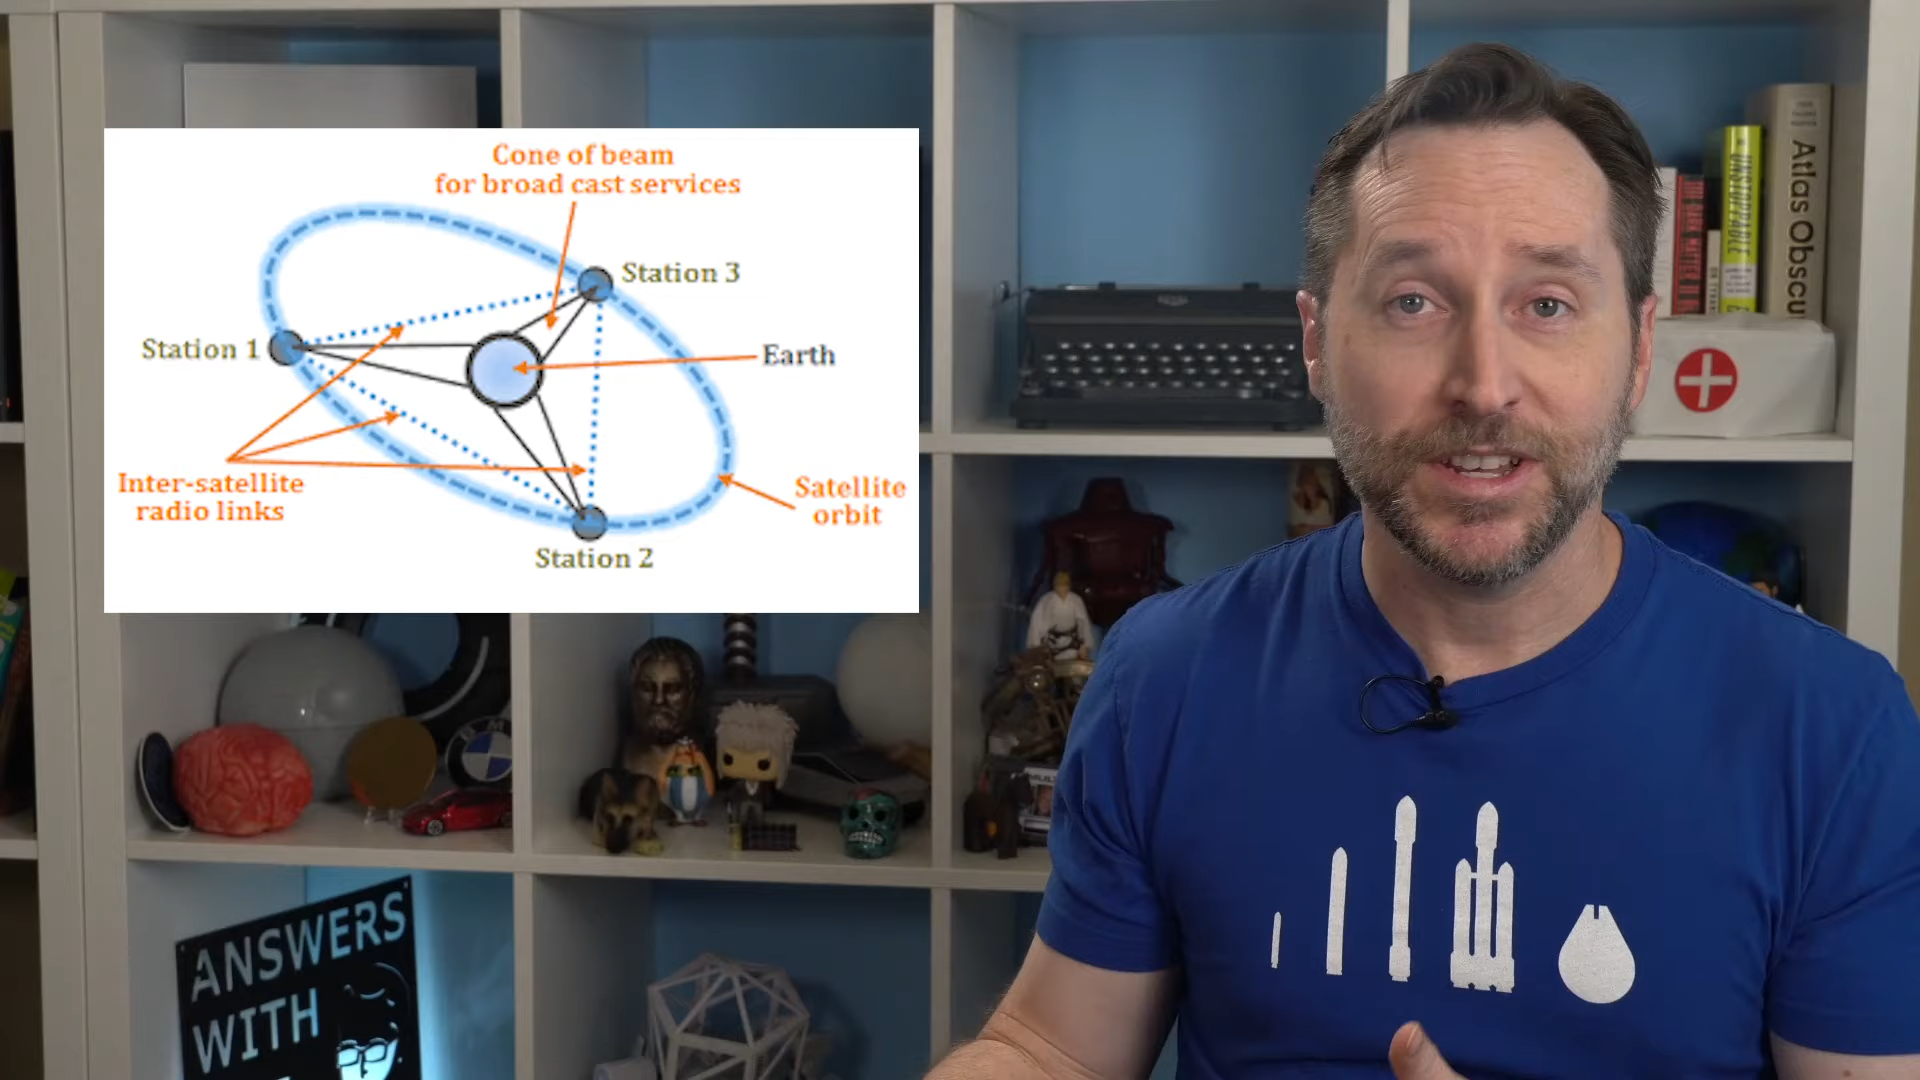 Cone of beam
for broad cast services
Station 3
Station 1
Earth
Inter-satellite
radio links
Satellite
orbit
Station 2
UNSTOPPABLE
Atlas Obscu
BMW
ANSWERS
WITH